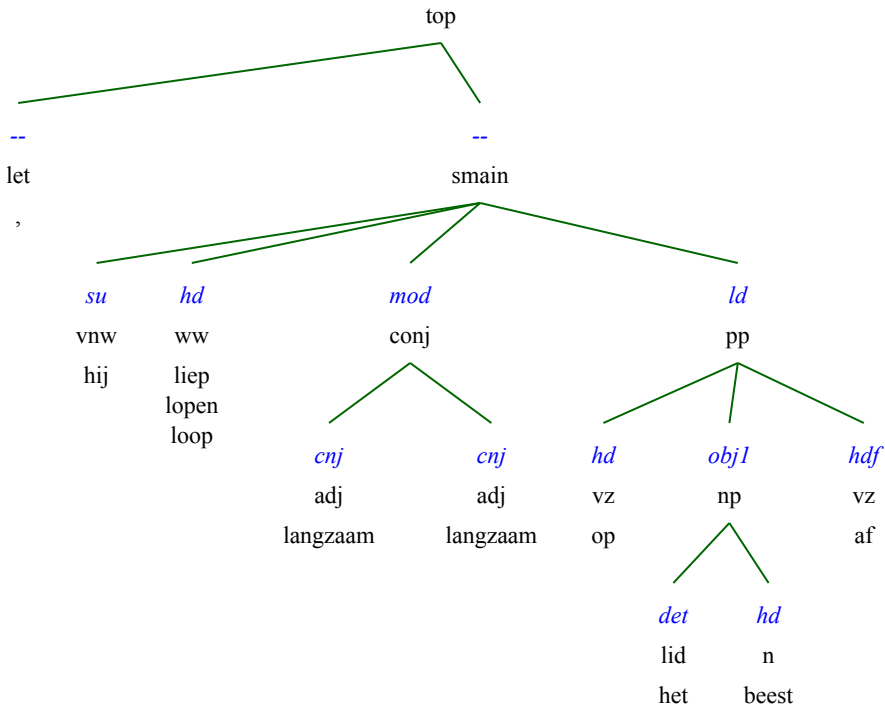 top
-- --
let smain
,
su hd mod ld
vnw ww conj pp
hij liep
lopen
loop
cnj cnj hd obj1 hdf
adj adj vz np vz
langzaam langzaam op af
det hd
lid n
het beest